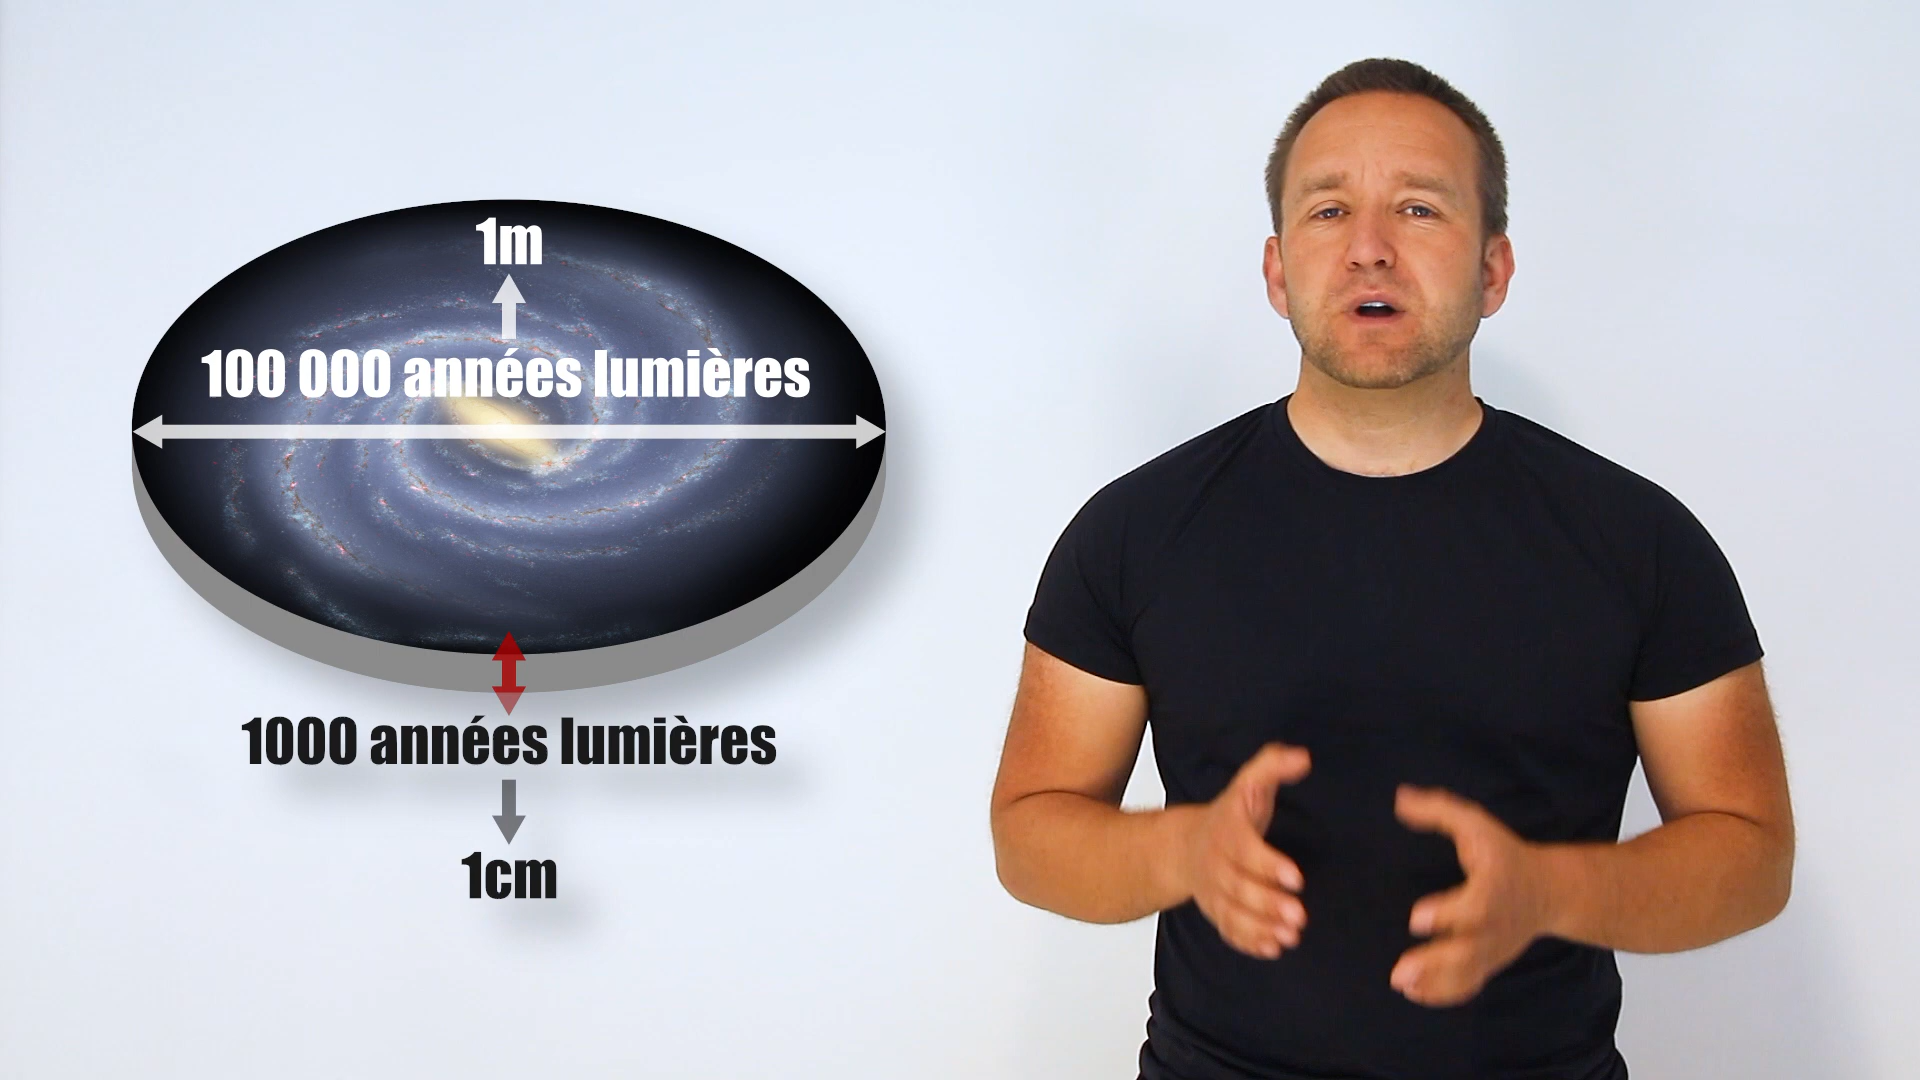 1m
100 000 années lumières
1000 années lumières
1cm